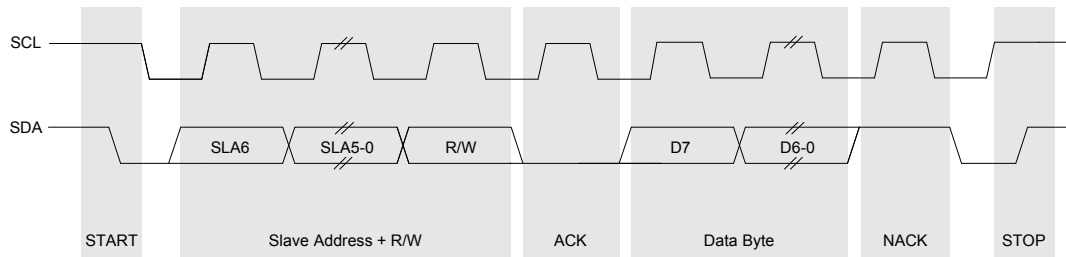 SCL
SDA
SLA6 SLA5-0 R/W D7 D6-0
START Slave Address + R/W ACK Data Byte NACK STOP